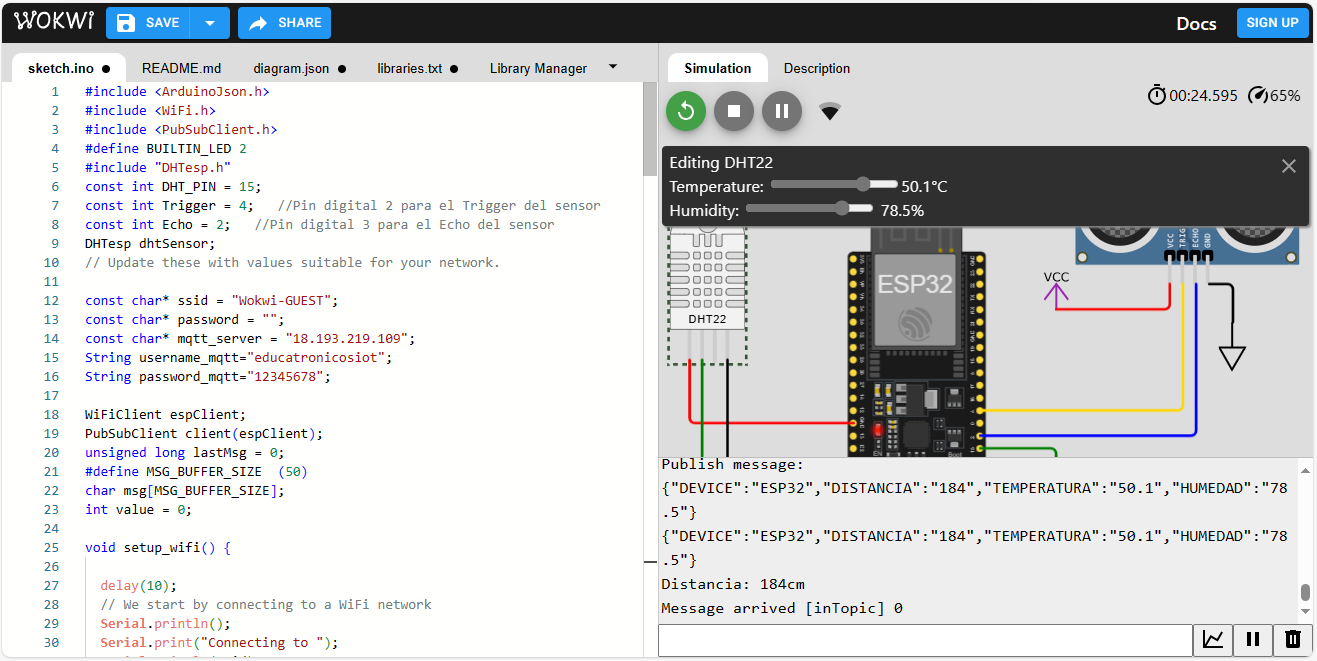 WOKWI SAVE SHARE Docs SIGN UP
sketch.ino README.md diagram.json libraries.txt Library Manager
1 #include <ArduinoJson.h>
2 #include <WiFi.h>
3 #include <PubSubClient.h>
4 #define BUILTIN_LED 2
5 #include "DHTesp.h"
6 const int DHT_PIN = 15;
7 const int Trigger = 4;   //Pin digital 2 para el Trigger del sensor
8 const int Echo = 2;   //Pin digital 3 para el Echo del sensor
9 DHTesp dhtSensor;
10 // Update these with values suitable for your network.
11
12 const char* ssid = "Wokwi-GUEST";
13 const char* password = "";
14 const char* mqtt_server = "18.193.219.109";
15 String username_mqtt="educatronicosiot";
16 String password_mqtt="12345678";
17
18 WiFiClient espClient;
19 PubSubClient client(espClient);
20 unsigned long lastMsg = 0;
21 #define MSG_BUFFER_SIZE  (50)
22 char msg[MSG_BUFFER_SIZE];
23 int value = 0;
24
25 void setup_wifi() {
26
27   delay(10);
28   // We start by connecting to a WiFi network
29   Serial.println();
30   Serial.print("Connecting to ");
Simulation Description
00:24.595 65%
Editing DHT22
Temperature: 50.1°C
Humidity: 78.5%
DHT22
ESP32
EN
Boot
VCC
VCC
TRIG
ECHO
GND
Publish message:
{"DEVICE":"ESP32","DISTANCIA":"184","TEMPERATURA":"50.1","HUMEDAD":"78
.5"}
{"DEVICE":"ESP32","DISTANCIA":"184","TEMPERATURA":"50.1","HUMEDAD":"78
.5"}
Distancia: 184cm
Message arrived [inTopic] 0